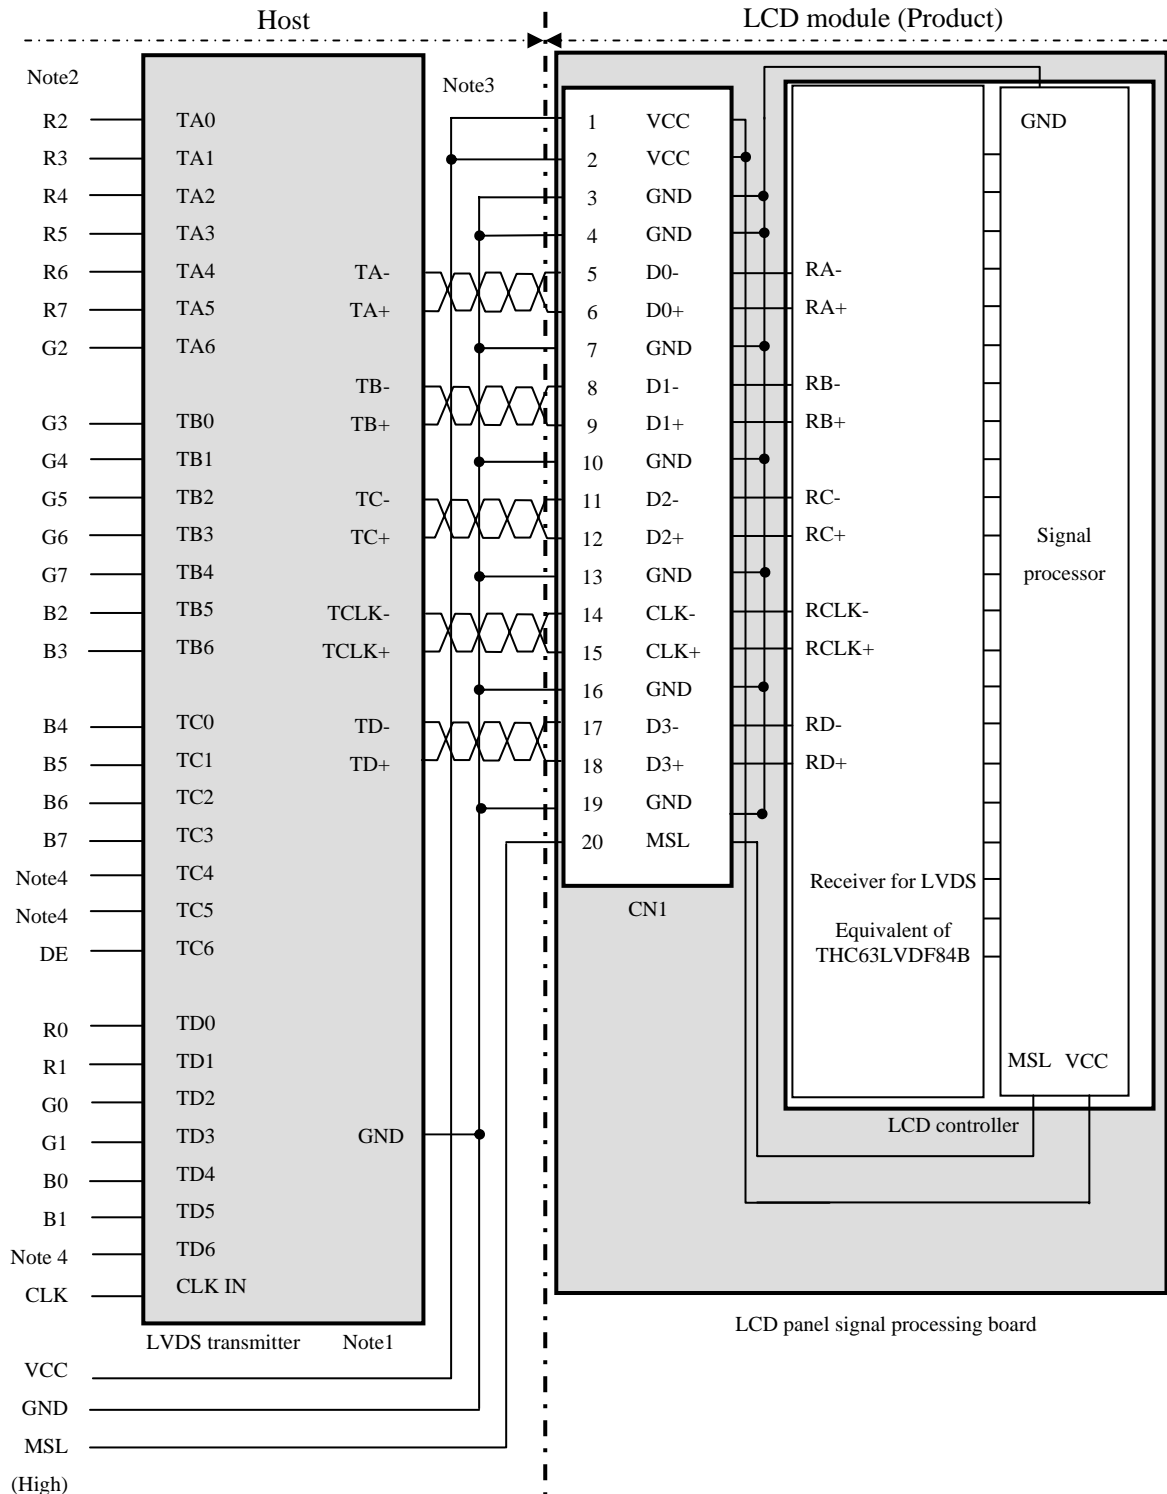 Host
LCD module (Product)
Note2
Note3
R2 TA0
R3 TA1
R4 TA2
R5 TA3
R6 TA4 TA-
R7 TA5 TA+
G2 TA6
TB-
G3 TB0 TB+
G4 TB1
G5 TB2 TC-
G6 TB3 TC+
G7 TB4
B2 TB5 TCLK-
B3 TB6 TCLK+
B4 TC0 TD-
B5 TC1 TD+
B6 TC2
B7 TC3
Note4 TC4
Note4 TC5
DE TC6
R0 TD0
R1 TD1
G0 TD2
G1 TD3 GND
B0 TD4
B1 TD5
Note 4 TD6
CLK CLK IN
LVDS transmitter Note1
VCC
GND
MSL
(High)
1 VCC
2 VCC
3 GND
4 GND
5 D0-
6 D0+
7 GND
8 D1-
9 D1+
10 GND
11 D2-
12 D2+
13 GND
14 CLK-
15 CLK+
16 GND
17 D3-
18 D3+
19 GND
20 MSL
CN1
RA-
RA+
RB-
RB+
RC-
RC+
RCLK-
RCLK+
RD-
RD+
Receiver for LVDS
Equivalent of
THC63LVDF84B
GND
Signal
processor
MSL VCC
LCD controller
LCD panel signal processing board